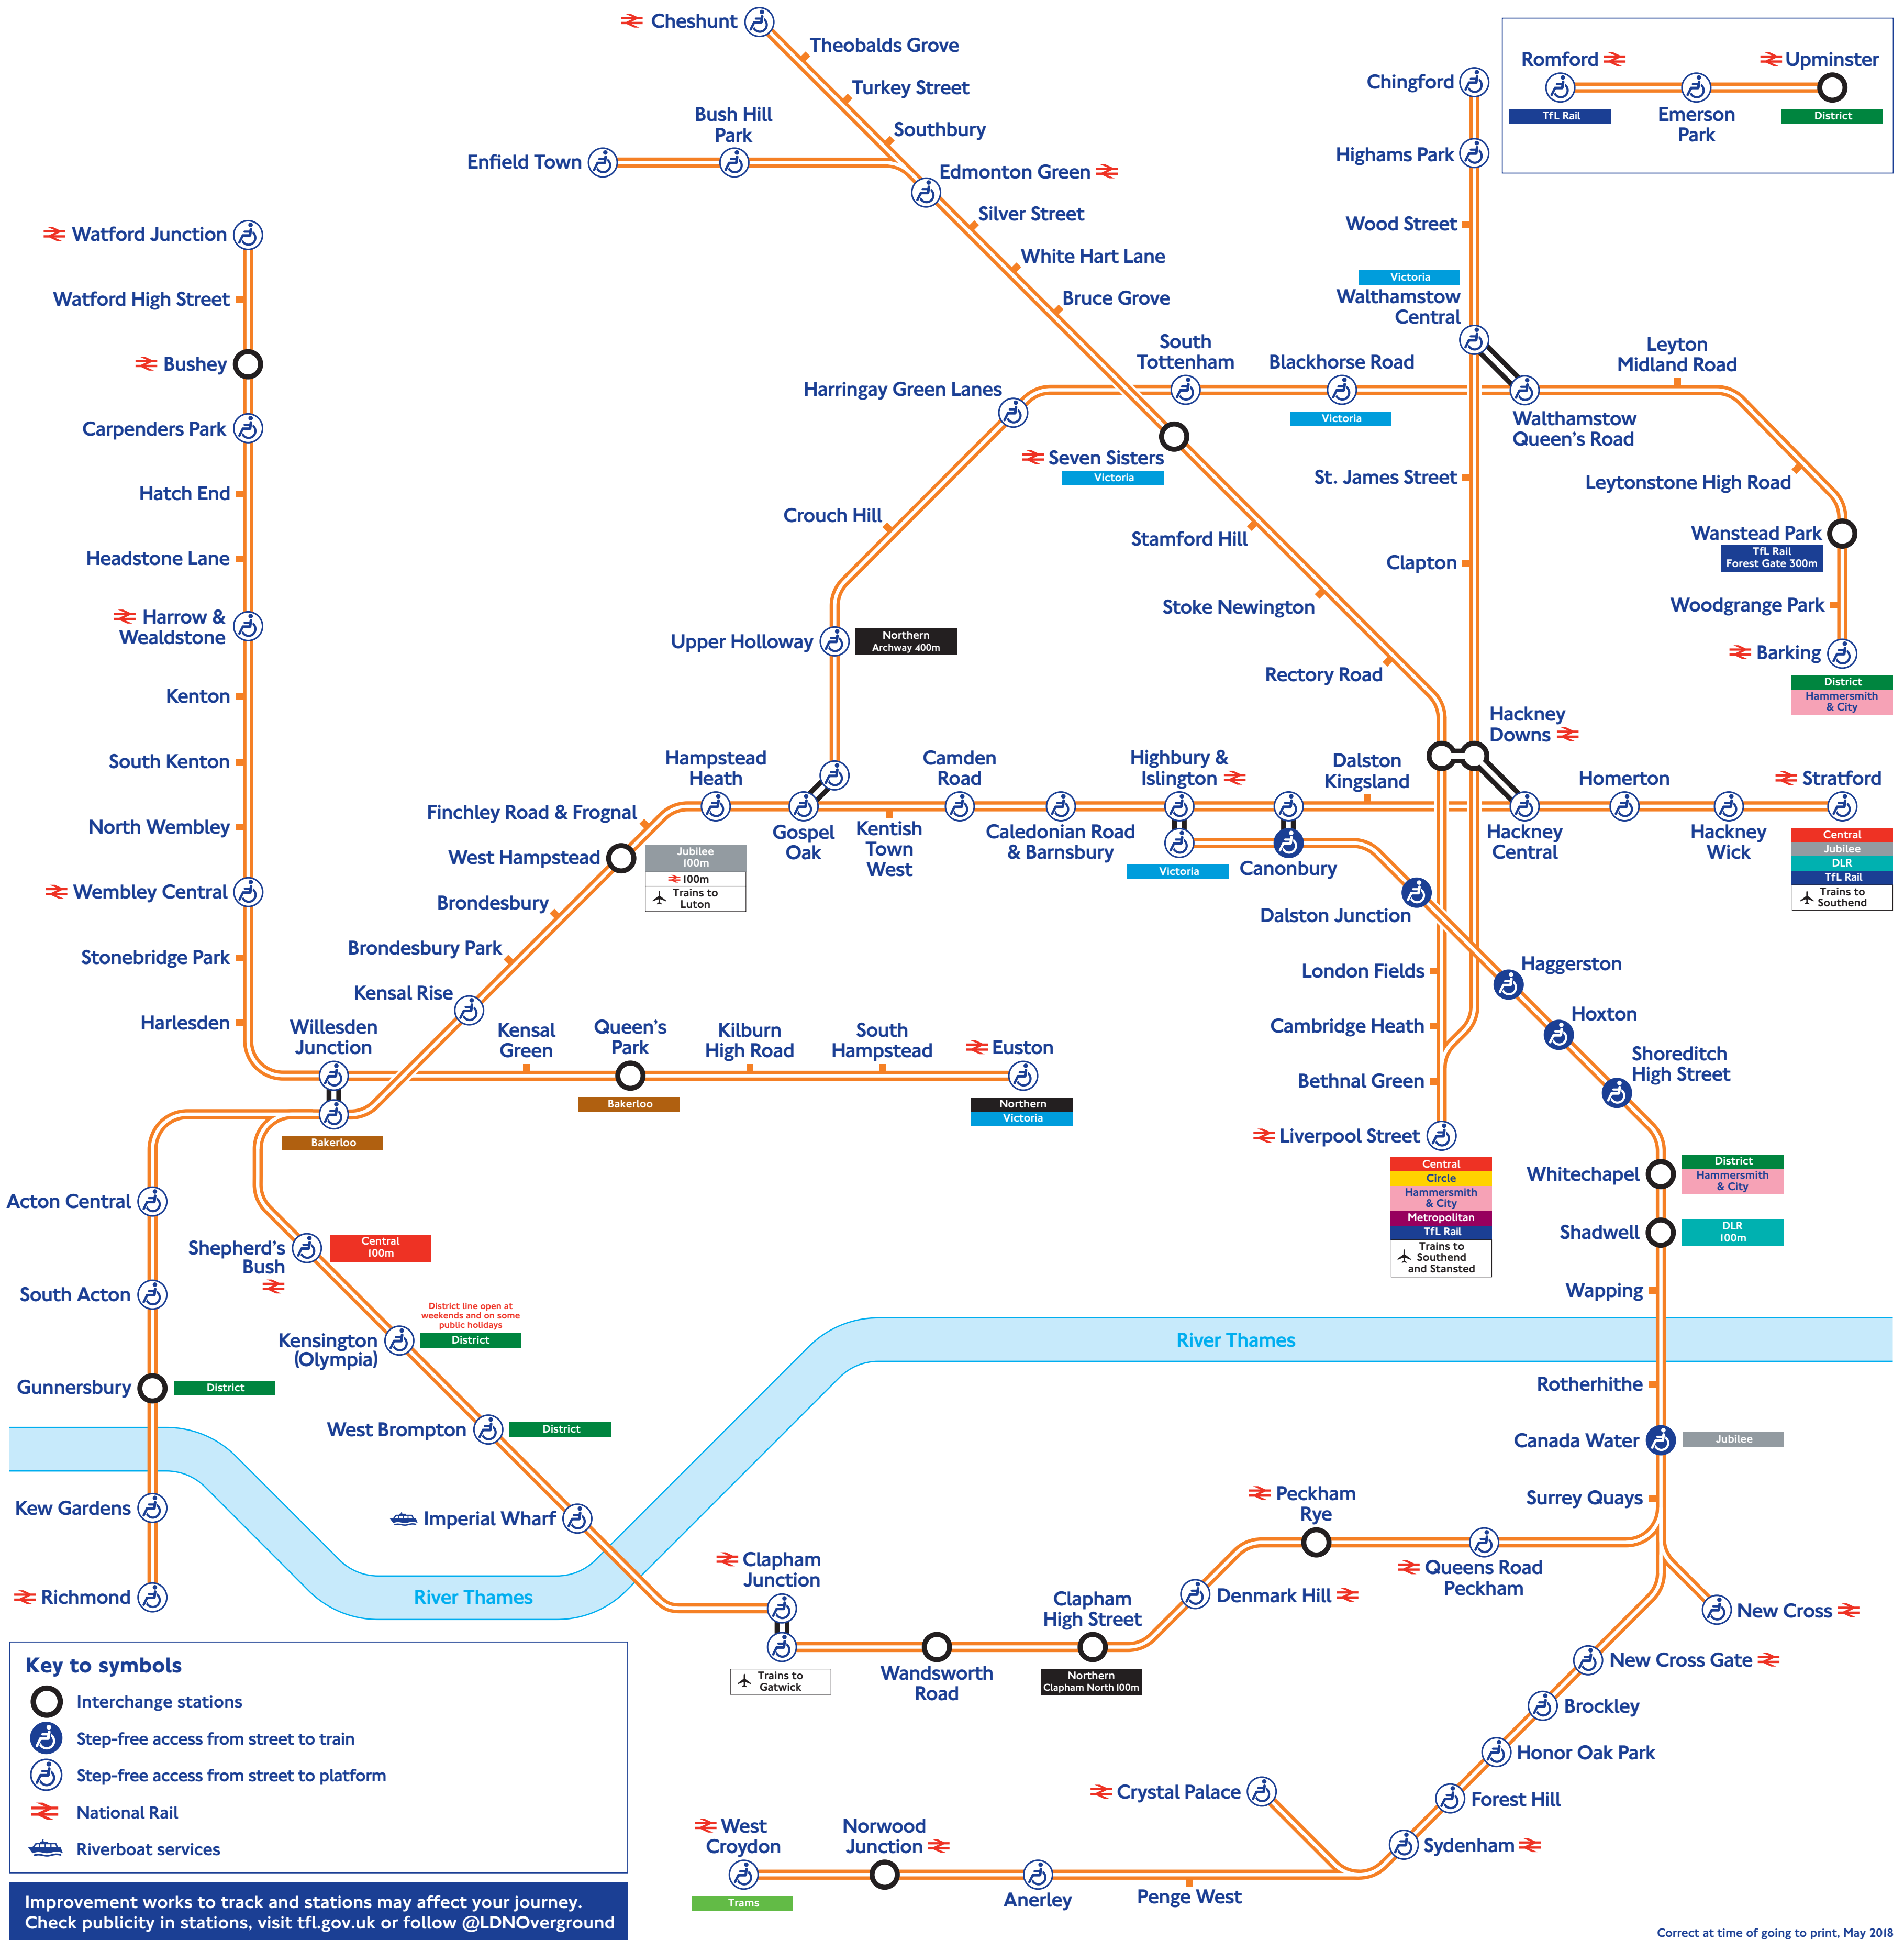 Cheshunt
Theobalds Grove
Turkey Street
Southbury
Bush Hill
Park
Enfield Town
Edmonton Green
Silver Street
White Hart Lane
Bruce Grove
Chingford
Highams Park
Wood Street
Victoria
Walthamstow
Central
Romford
TfL Rail
Emerson
Park
Upminster
District
Watford Junction
Watford High Street
Bushey
Carpenders Park
Hatch End
Headstone Lane
Harrow &
Wealdstone
Kenton
South Kenton
North Wembley
Wembley Central
Stonebridge Park
Harlesden
South
Tottenham
Blackhorse Road
Victoria
Harringay Green Lanes
Leyton
Midland Road
Walthamstow
Queen's Road
Seven Sisters
Victoria
St. James Street
Leytonstone High Road
Crouch Hill
Stamford Hill
Clapton
Wanstead Park
TfL Rail
Forest Gate 300m
Stoke Newington
Woodgrange Park
Upper Holloway
Northern
Archway 400m
Rectory Road
Barking
District
Hammersmith
& City
Hackney
Downs
Hampstead
Heath
Camden
Road
Highbury &
Islington
Dalston
Kingsland
Homerton
Stratford
Finchley Road & Frognal
Gospel
Oak
Kentish
Town
West
Caledonian Road
& Barnsbury
Victoria
Canonbury
Hackney
Central
Hackney
Wick
Central
Jubilee
DLR
TfL Rail
Trains to
Southend
West Hampstead
Jubilee
100m
100m
Trains to
Luton
Brondesbury
Brondesbury Park
Kensal Rise
Dalston Junction
London Fields
Haggerston
Hoxton
Cambridge Heath
Shoreditch
High Street
Bethnal Green
Willesden
Junction
Bakerloo
Kensal
Green
Queen's
Park
Bakerloo
Kilburn
High Road
South
Hampstead
Euston
Northern
Victoria
Liverpool Street
Central
Circle
Hammersmith
& City
Metropolitan
TfL Rail
Trains to
Southend
and Stansted
Whitechapel
District
Hammersmith
& City
Shadwell
DLR
100m
Wapping
Acton Central
Shepherd's
Bush
Central
100m
South Acton
District line open at
weekends and on some
public holidays
Kensington
(Olympia)
District
River Thames
Gunnersbury
District
West Brompton
District
Rotherhithe
Canada Water
Jubilee
Surrey Quays
Kew Gardens
Imperial Wharf
Richmond
River Thames
Clapham
Junction
Trains to
Gatwick
Wandsworth
Road
Clapham
High Street
Northern
Clapham North 100m
Denmark Hill
Peckham
Rye
Queens Road
Peckham
New Cross
New Cross Gate
Brockley
Honor Oak Park
Forest Hill
Sydenham
Crystal Palace
West
Croydon
Trams
Norwood
Junction
Anerley
Penge West
Key to symbols
Interchange stations
Step-free access from street to train
Step-free access from street to platform
National Rail
Riverboat services
Improvement works to track and stations may affect your journey.
Check publicity in stations, visit tfl.gov.uk or follow @LDNOverground
Correct at time of going to print, May 2018